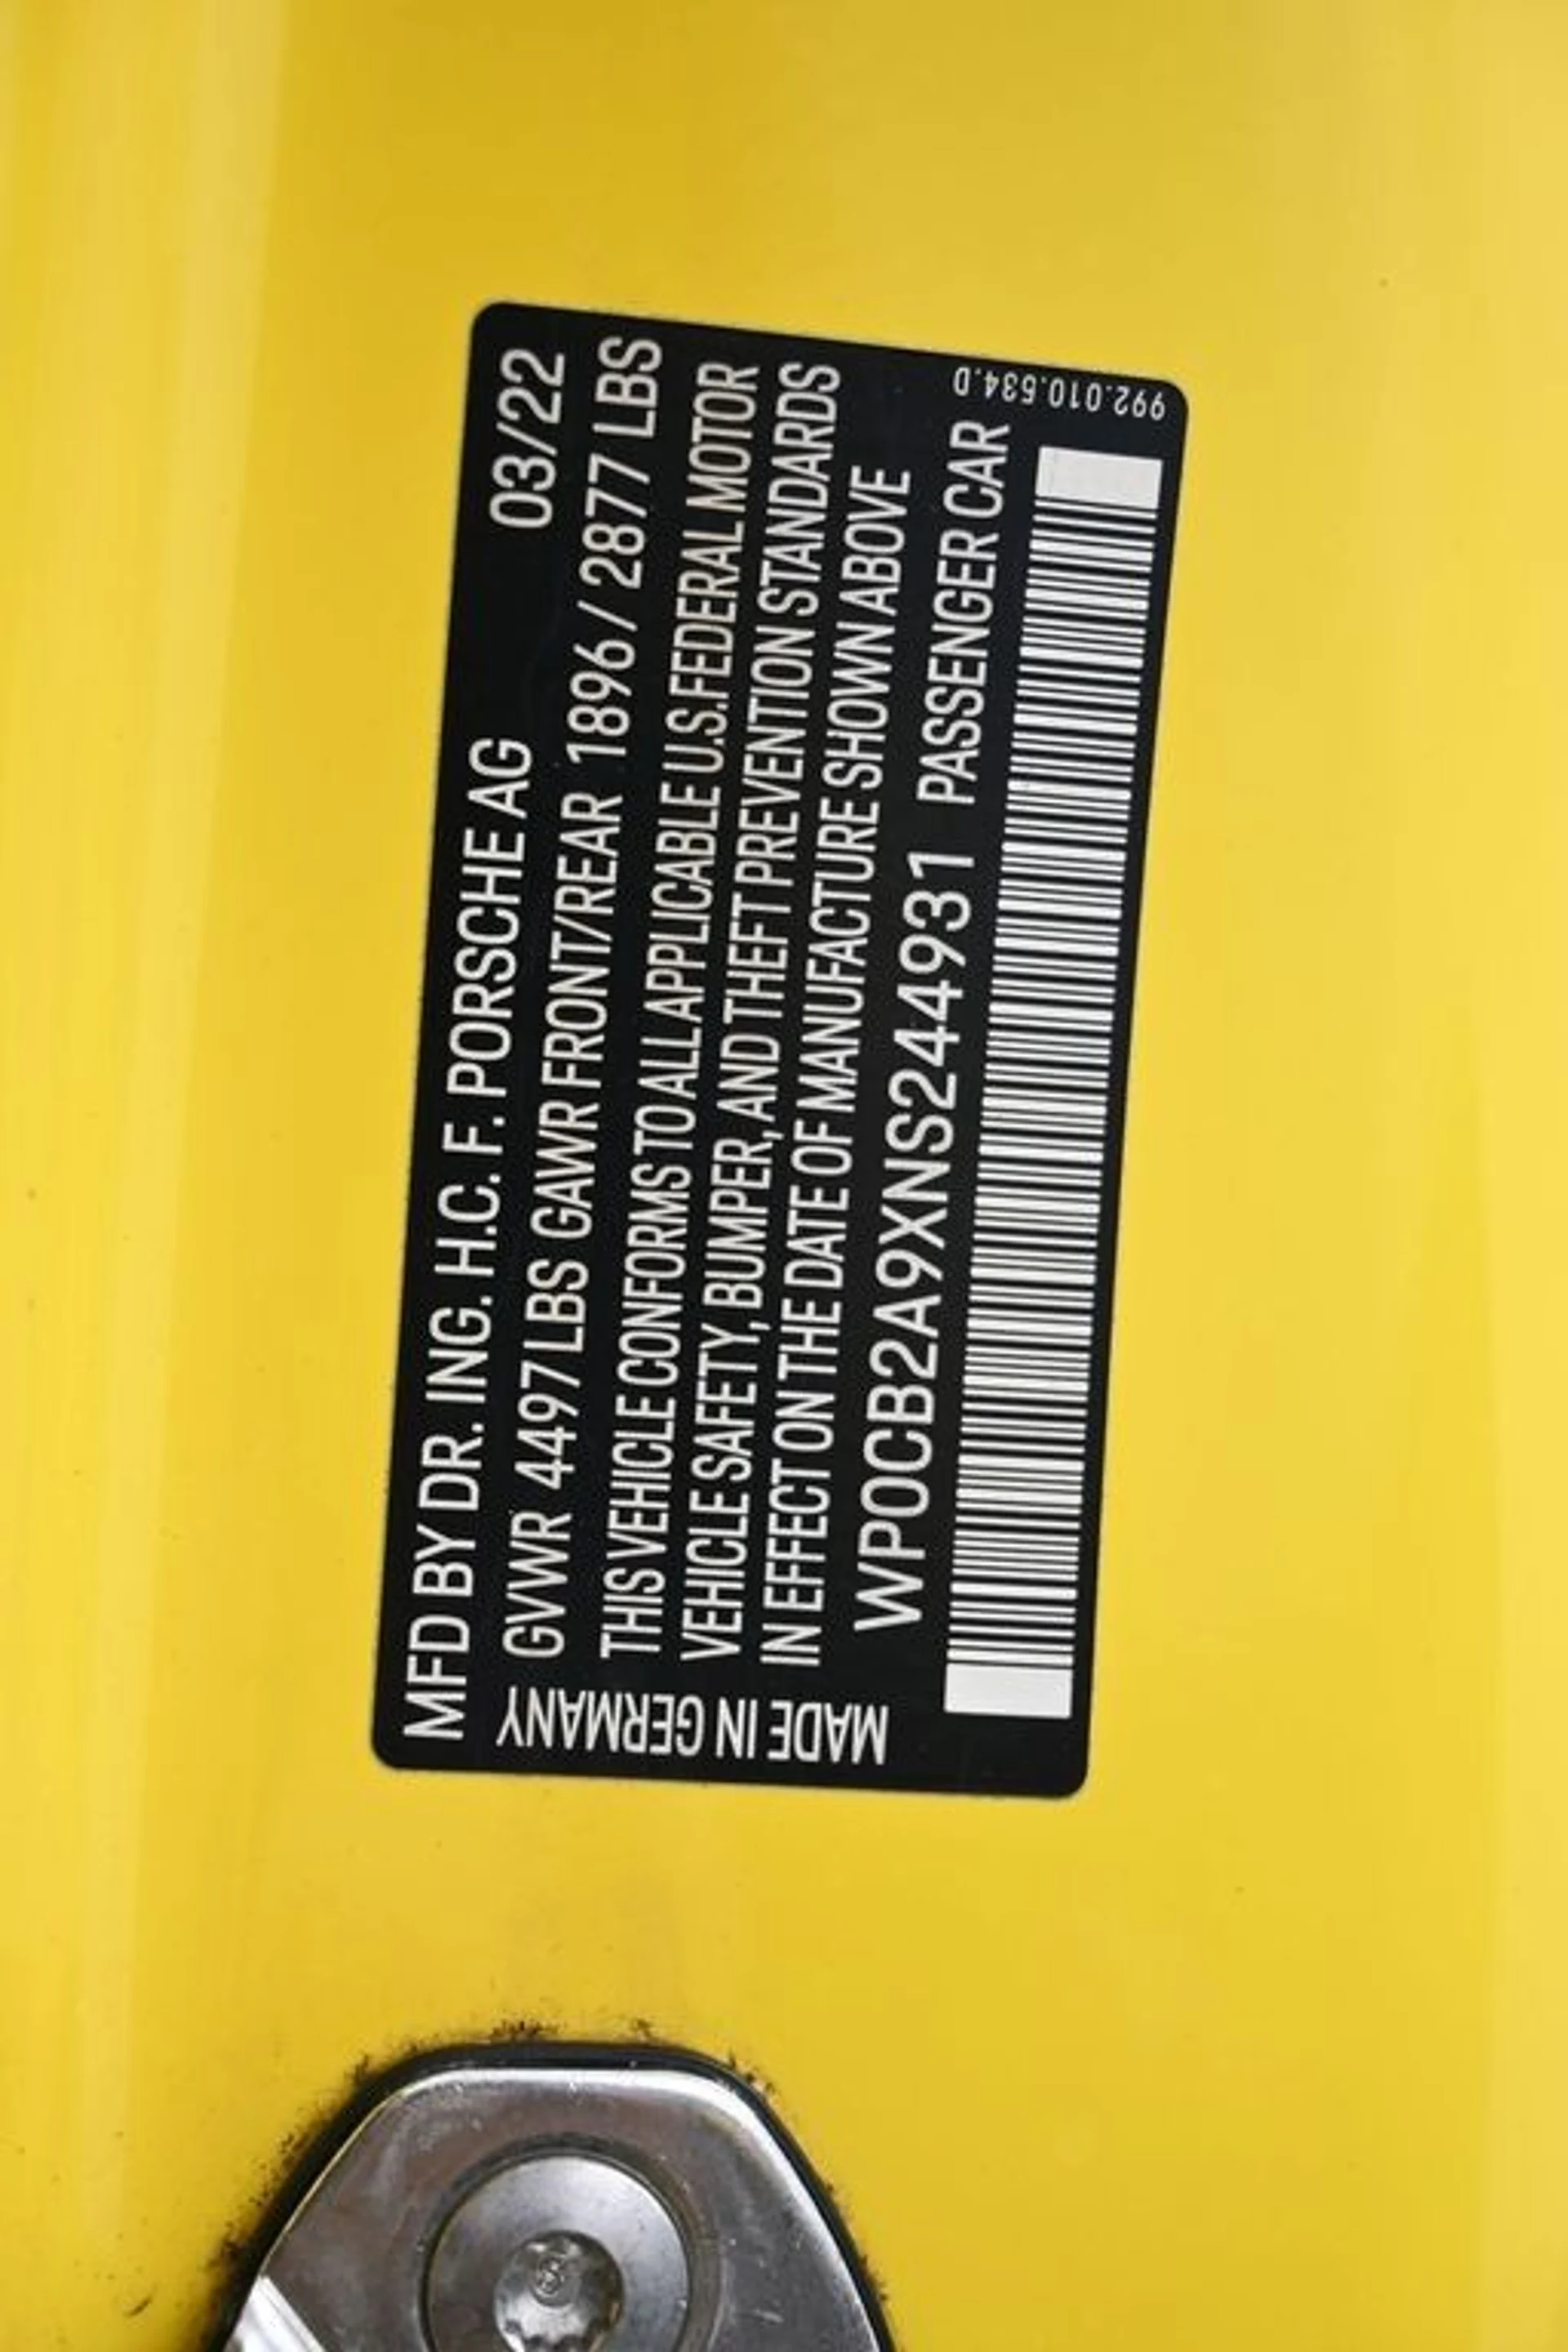 MFD BY DR. ING. H.C. F. PORSCHE AG 03/22
GVWR 4497 LBS GAWR FRONT/REAR 1896 / 2877 LBS
THIS VEHICLE CONFORMS TO ALL APPLICABLE U.S.FEDERAL MOTOR
VEHICLE SAFETY, BUMPER, AND THEFT PREVENTION STANDARDS
IN EFFECT ON THE DATE OF MANUFACTURE SHOWN ABOVE
WP0CB2A9XNS244931 PASSENGER CAR
MADE IN GERMANY
992.010.534.D